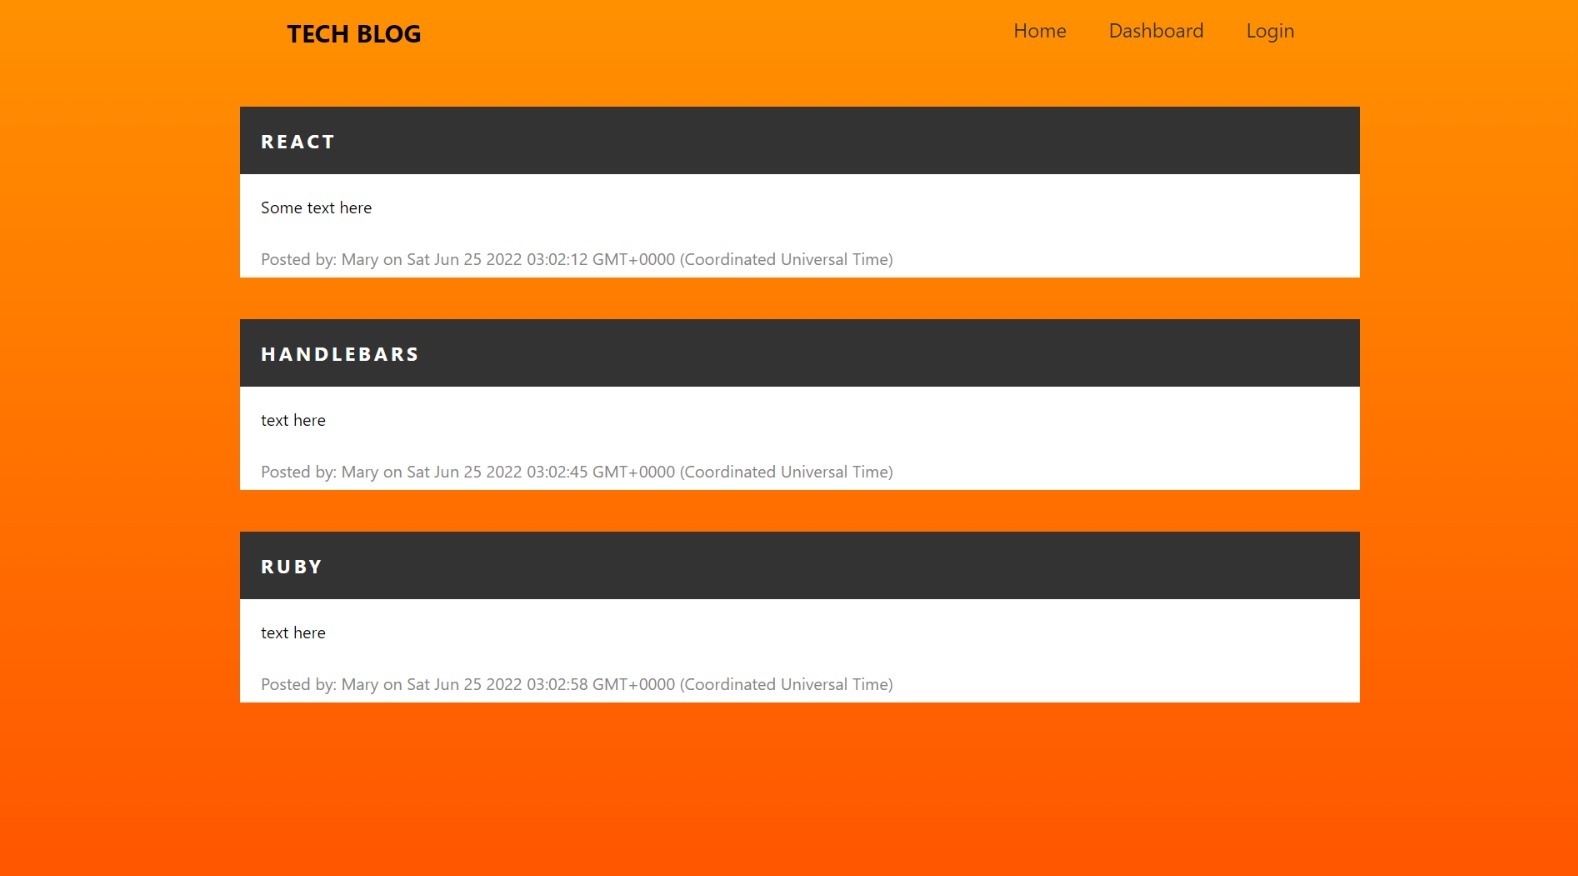 TECH BLOG
Home Dashboard Login
REACT
Some text here
Posted by: Mary on Sat Jun 25 2022 03:02:12 GMT+0000 (Coordinated Universal Time)
HANDLEBARS
text here
Posted by: Mary on Sat Jun 25 2022 03:02:45 GMT+0000 (Coordinated Universal Time)
RUBY
text here
Posted by: Mary on Sat Jun 25 2022 03:02:58 GMT+0000 (Coordinated Universal Time)